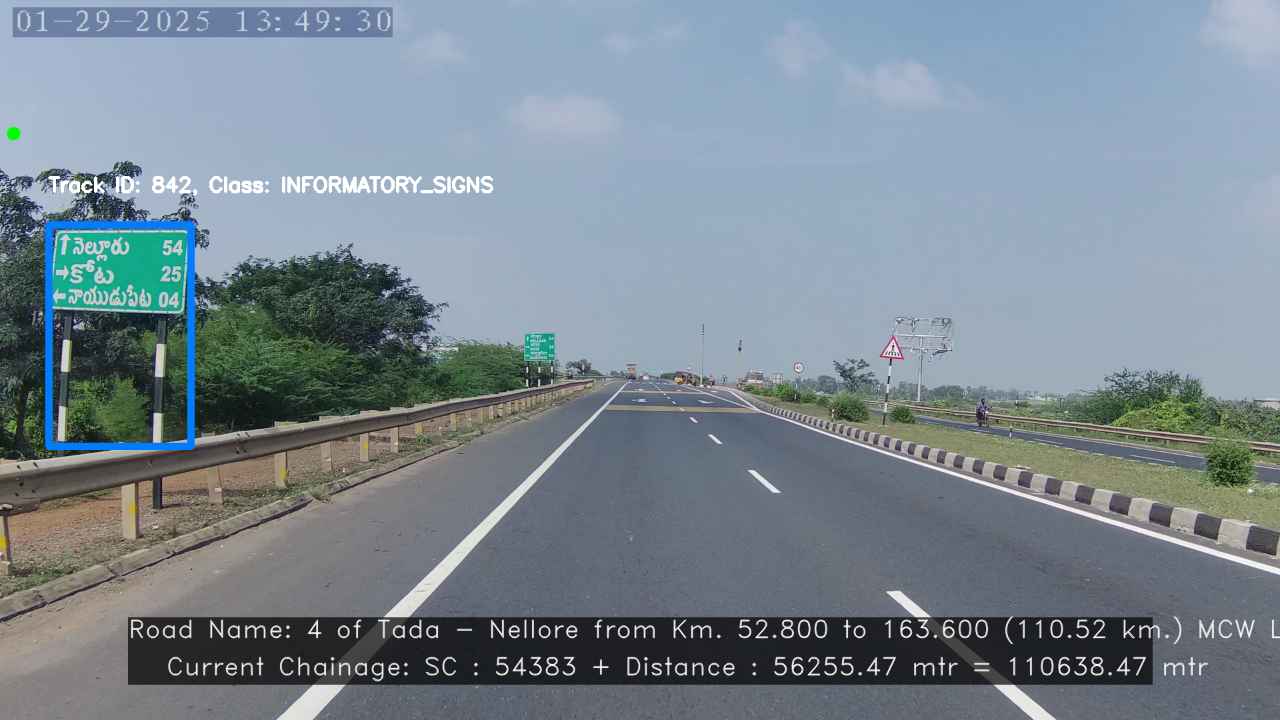 01-29-2025 13:49:30
Track ID: 842, Class: INFORMATORY_SIGNS
↑ నెల్లూరు 54
→ కోట 25
← నాయుడుపేట 04
Road Name: 4 of Tada - Nellore from Km. 52.800 to 163.600 (110.52 km.) MCW L
Current Chainage: SC : 54383 + Distance : 56255.47 mtr = 110638.47 mtr